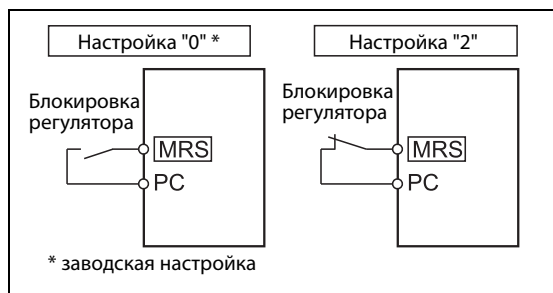 Настройка "0" *
Блокировка
регулятора
MRS
PC
* заводская настройка
Настройка "2"
Блокировка
регулятора
MRS
PC